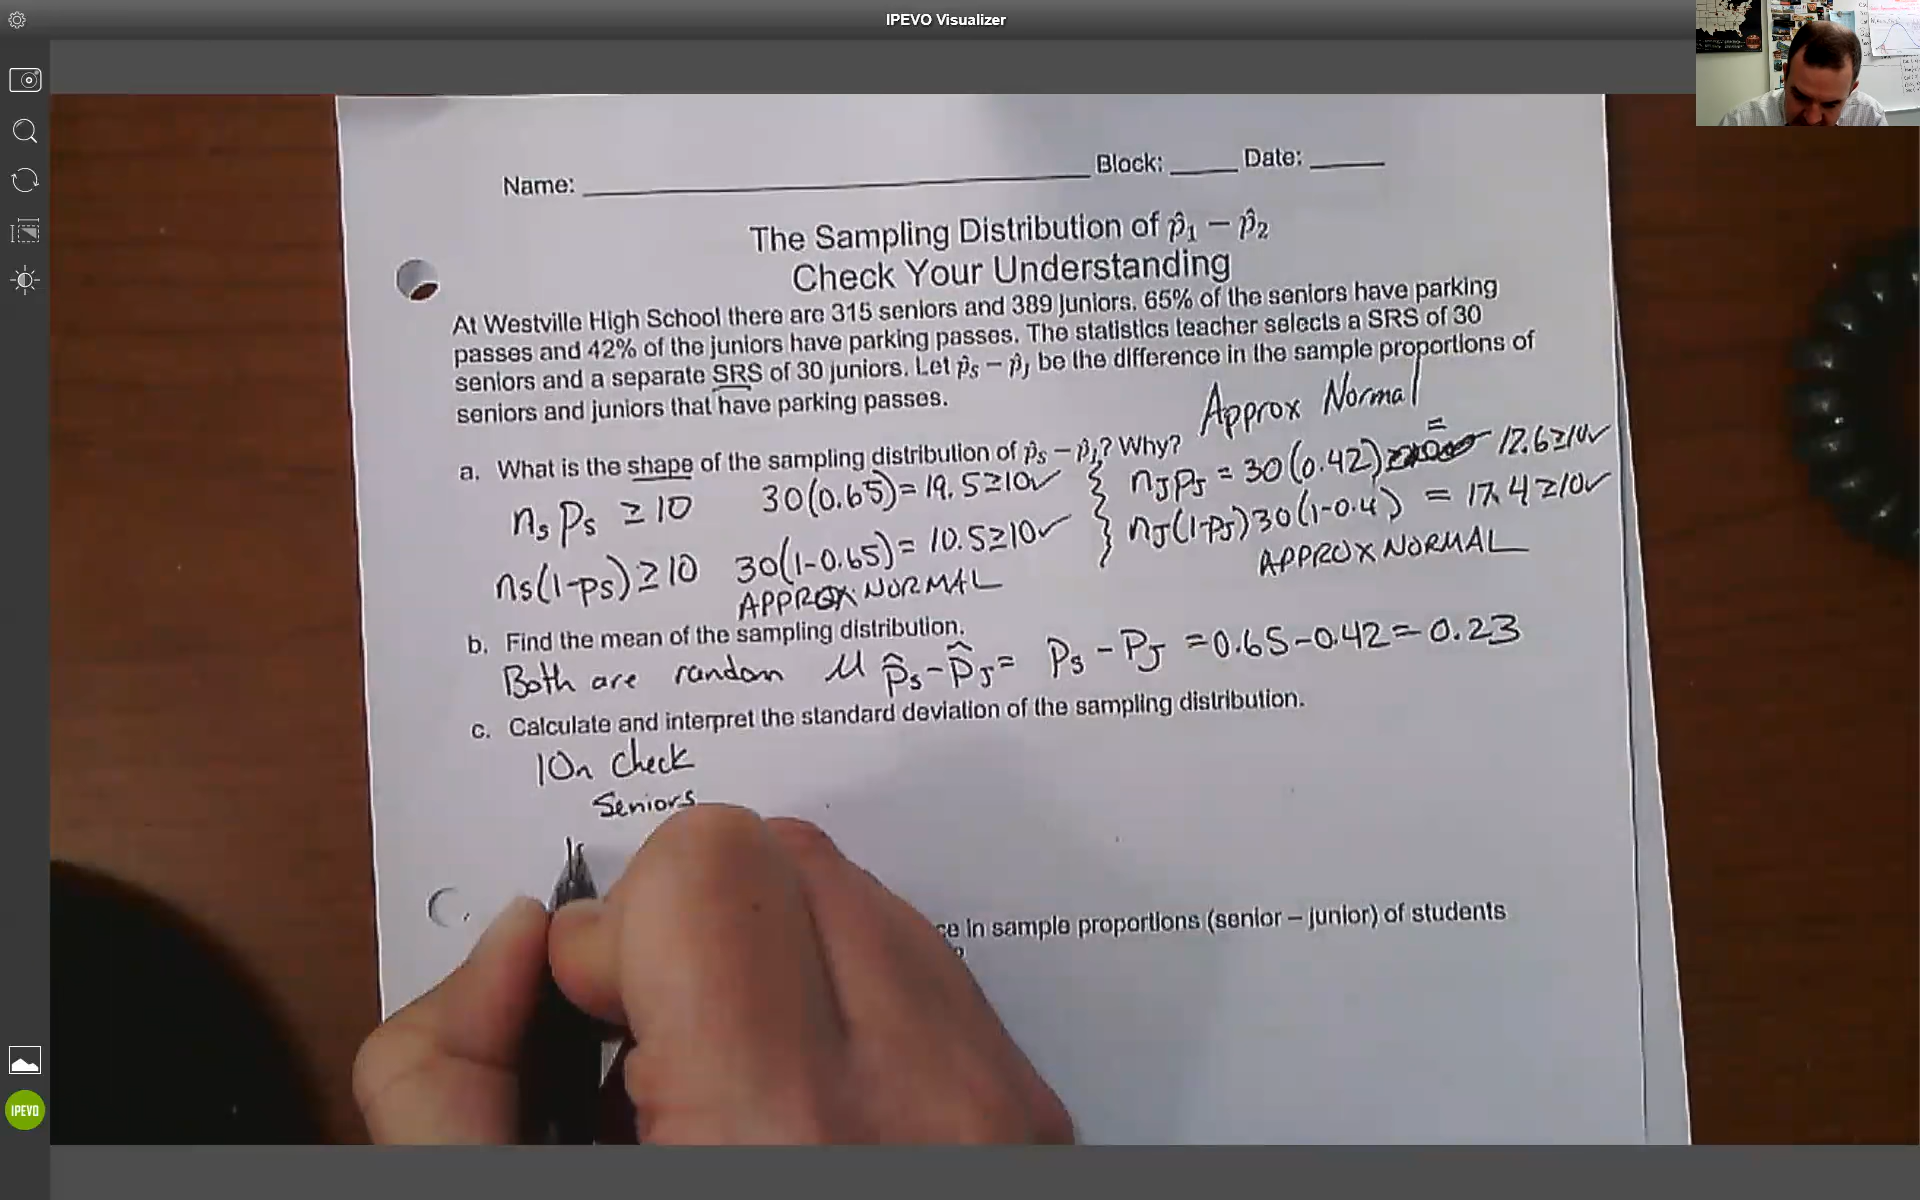 IPEVO Visualizer
Name: Block: Date:
The Sampling Distribution of p̂₁ − p̂₂
Check Your Understanding
At Westville High School there are 315 seniors and 389 juniors. 65% of the seniors have parking
passes and 42% of the juniors have parking passes. The statistics teacher selects a SRS of 30
seniors and a separate SRS of 30 juniors. Let p̂s − p̂J be the difference in the sample proportions of
seniors and juniors that have parking passes.
Approx Normal
a. What is the shape of the sampling distribution of p̂s − p̂J? Why?
ns ps ≥ 10 30(0.65) = 19.5 ≥ 10 ✓ nJ pJ = 30(0.42) = 12.6 ≥ 10 ✓
ns(1-ps) ≥ 10 30(1-0.65) = 10.5 ≥ 10 ✓ nJ(1-pJ) 30(1-0.4) = 17.4 ≥ 10 ✓
APPROX NORMAL APPROX NORMAL
b. Find the mean of the sampling distribution.
Both are random μ p̂s - p̂J = Ps - PJ = 0.65 - 0.42 = 0.23
c. Calculate and interpret the standard deviation of the sampling distribution.
10n check
Seniors
C.
in sample proportions (senior – junior) of students
IPEVO